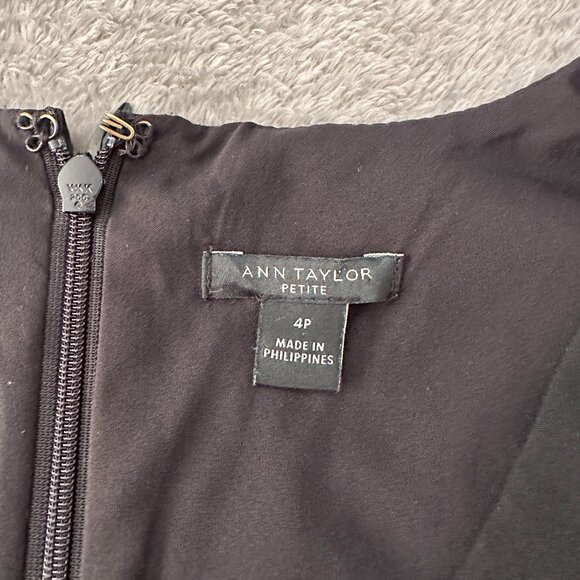 ANN TAYLOR
PETITE
4P
MADE IN
PHILIPPINES